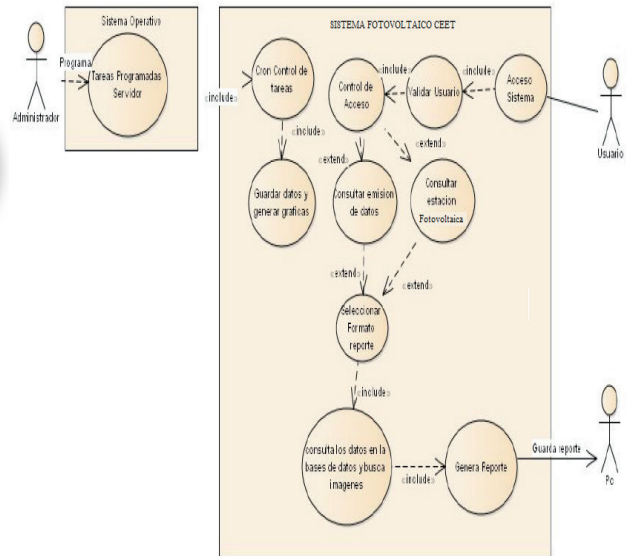 Sistema Operativo
SISTEMA FOTOVOLTAICO CEET
Programa
Tareas Programadas
Servidor
Administrador
«include»
Cron Control de
tareas
Control de
Acceso
«include»
Validar Usuario
«include»
Acceso
Sistema
Usuario
«include»
«extend»
«extend»
Guardar datos y
generar graficas
Consultar emision
de datos
Consultar
estacion
Fotovoltaica
«extend»
«extend»
Seleccionar
Formato
reporte
«include»
consulta los datos en la
bases de datos y busca
imagenes
«include»
Genera Reporte
Guarda reporte
Pc